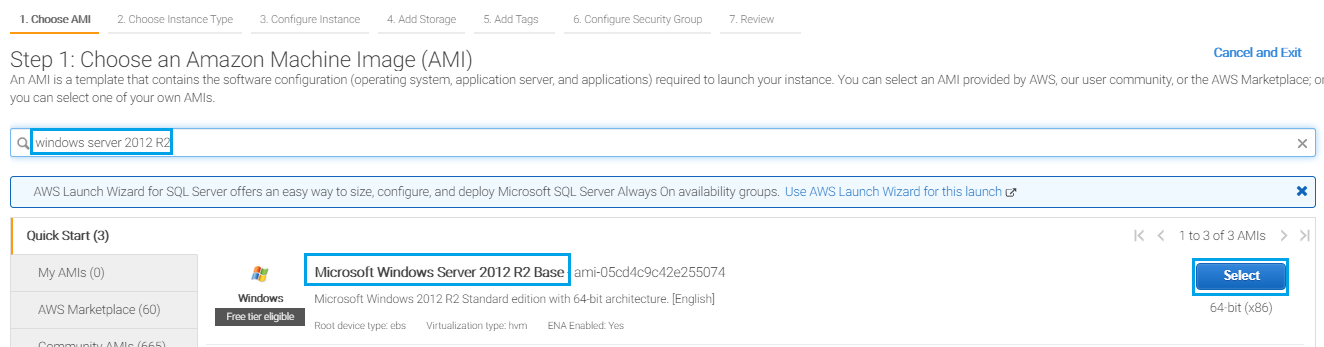 1. Choose AMI 2. Choose Instance Type 3. Configure Instance 4. Add Storage 5. Add Tags 6. Configure Security Group 7. Review
Step 1: Choose an Amazon Machine Image (AMI)
Cancel and Exit
An AMI is a template that contains the software configuration (operating system, application server, and applications) required to launch your instance. You can select an AMI provided by AWS, our user community, or the AWS Marketplace; or
you can select one of your own AMIs.
windows server 2012 R2
AWS Launch Wizard for SQL Server offers an easy way to size, configure, and deploy Microsoft SQL Server Always On availability groups. Use AWS Launch Wizard for this launch
Quick Start (3)
1 to 3 of 3 AMIs
My AMIs (0)
AWS Marketplace (60)
Community AMIs (665)
Windows
Free tier eligible
Microsoft Windows Server 2012 R2 Base - ami-05cd4c9c42e255074
Microsoft Windows 2012 R2 Standard edition with 64-bit architecture. [English]
Root device type: ebs Virtualization type: hvm ENA Enabled: Yes
Select
64-bit (x86)